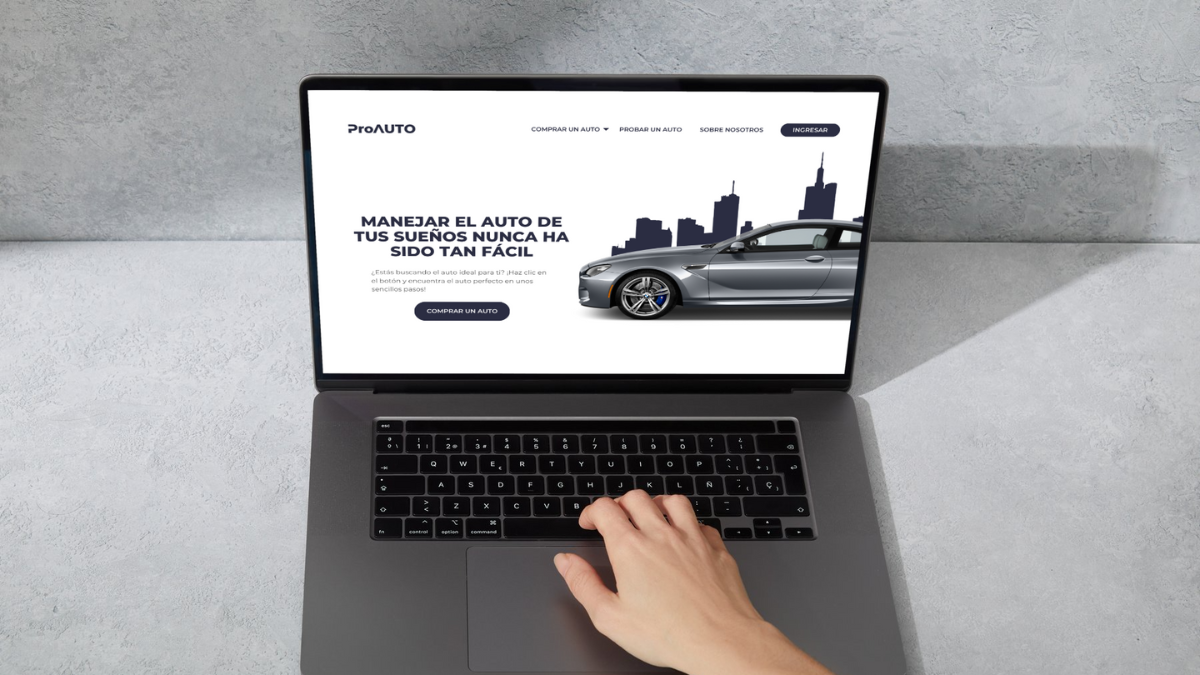 ProAUTO
COMPRAR UN AUTO PROBAR UN AUTO SOBRE NOSOTROS INGRESAR
MANEJAR EL AUTO DE
TUS SUEÑOS NUNCA HA
SIDO TAN FÁCIL
¿Estás buscando el auto ideal para ti? ¡Haz clic en
el botón y encuentra el auto perfecto en unos
sencillos pasos!
COMPRAR UN AUTO
esc
1 2 3 4 5 6 7 8 9 0
Q W E R T Y U I O P
A S D F G H J K L Ñ Ç
Z X C V B
fn control option command